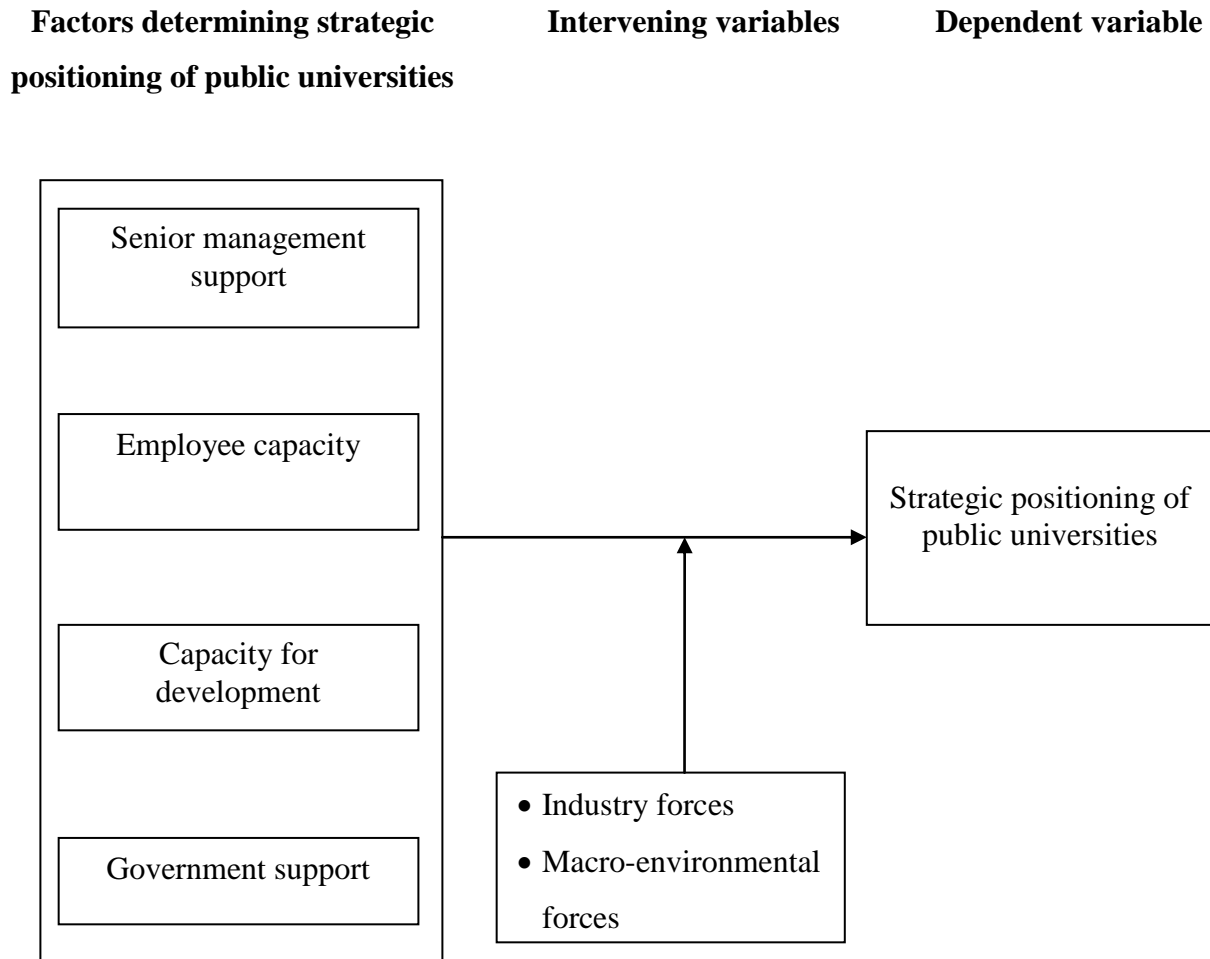 Factors determining strategic
positioning of public universities
Intervening variables
Dependent variable
Senior management
support
Employee capacity
Capacity for
development
Government support
• Industry forces
• Macro-environmental
forces
Strategic positioning of
public universities